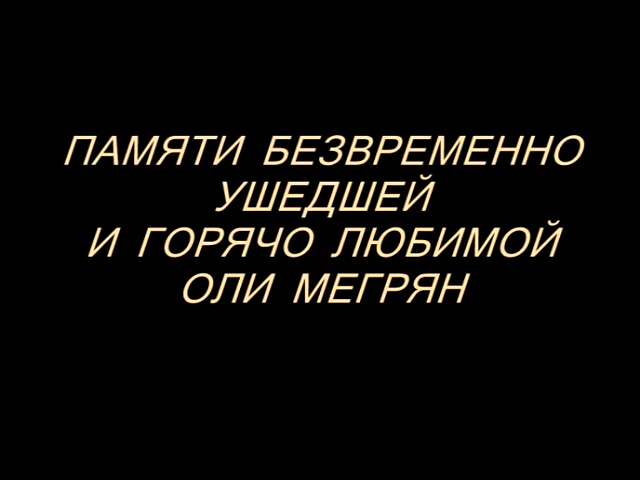 ПАМЯТИ БЕЗВРЕМЕННО
УШЕДШЕЙ
И ГОРЯЧО ЛЮБИМОЙ
ОЛИ МЕГРЯН